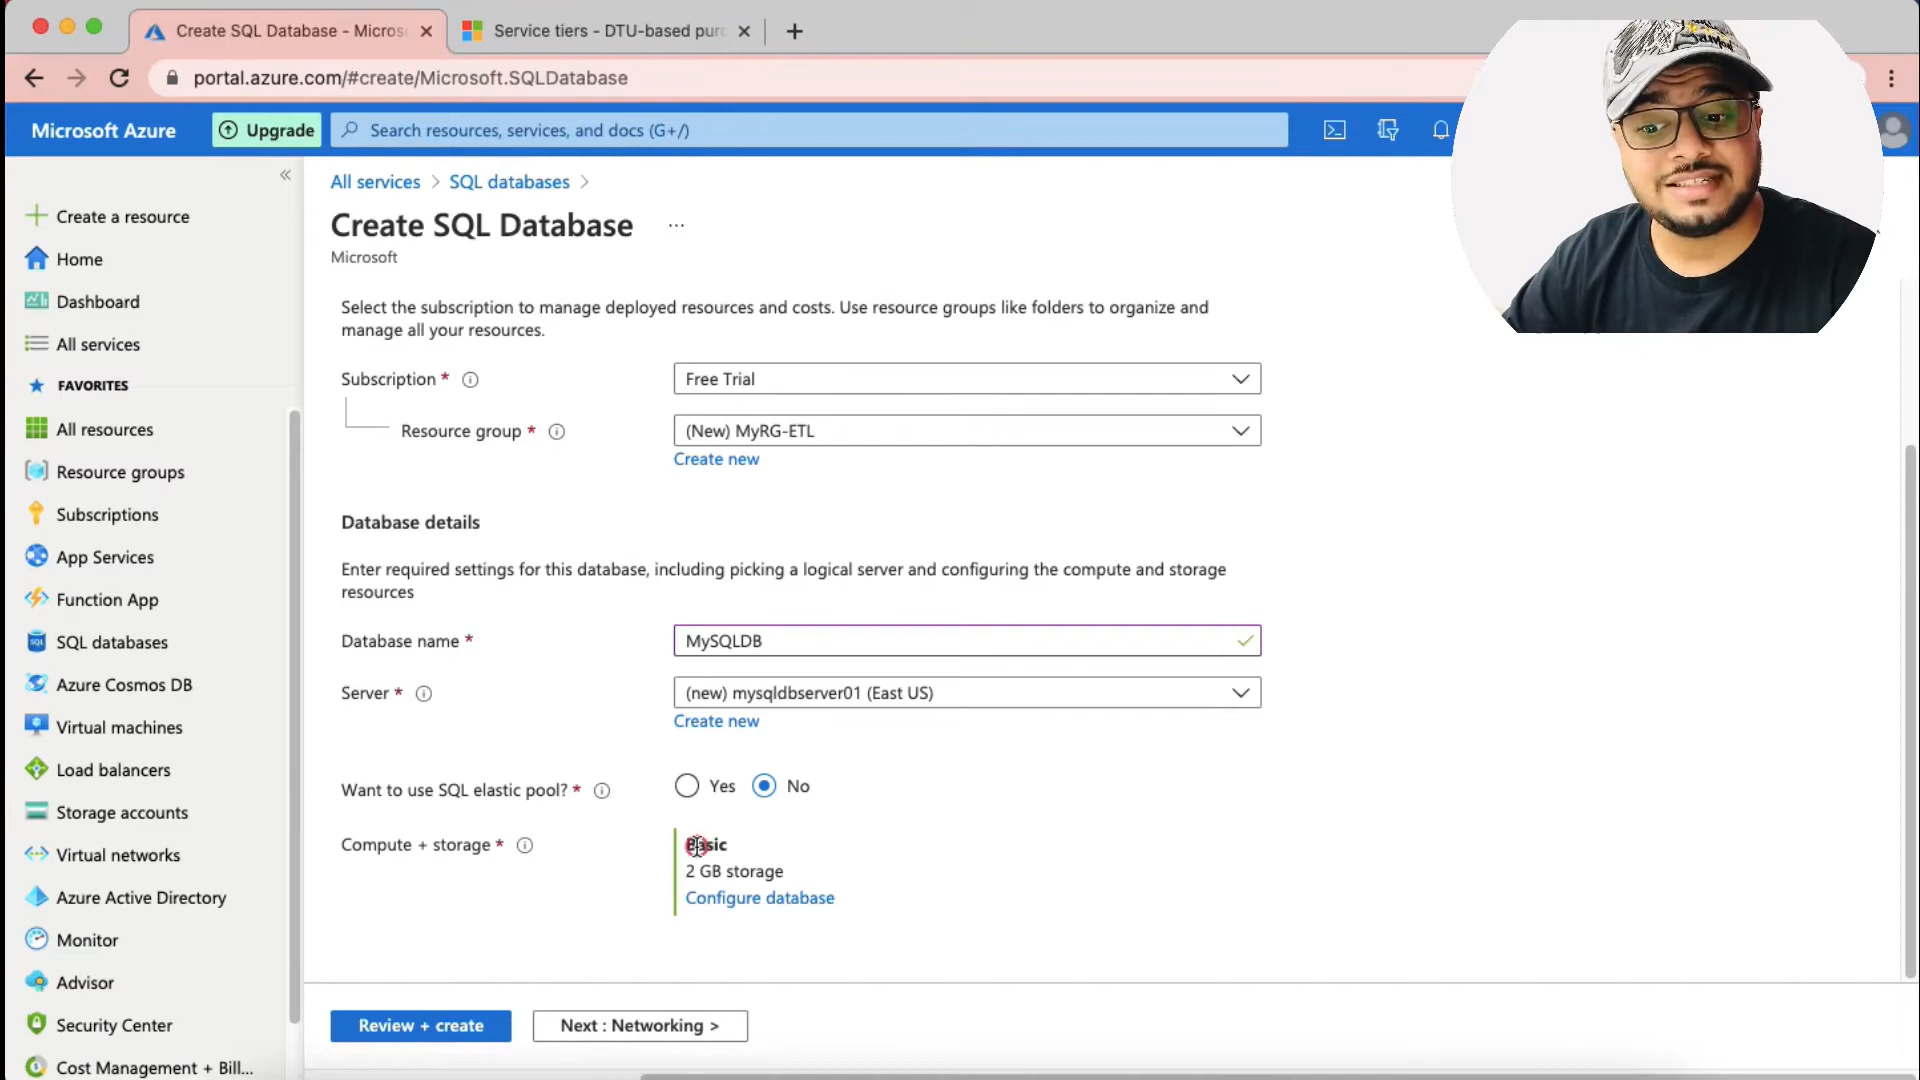 Create SQL Database - Micros
Service tiers - DTU-based pur
portal.azure.com/#create/Microsoft.SQLDatabase
Microsoft Azure
Upgrade
Search resources, services, and docs (G+/)
Create a resource
Home
Dashboard
All services
FAVORITES
All resources
Resource groups
Subscriptions
App Services
Function App
SQL databases
Azure Cosmos DB
Virtual machines
Load balancers
Storage accounts
Virtual networks
Azure Active Directory
Monitor
Advisor
Security Center
Cost Management + Bill...
All services > SQL databases >
Create SQL Database ...
Microsoft
Select the subscription to manage deployed resources and costs. Use resource groups like folders to organize and
manage all your resources.
Subscription *
Free Trial
Resource group *
(New) MyRG-ETL
Create new
Database details
Enter required settings for this database, including picking a logical server and configuring the compute and storage
resources
Database name *
MySQLDB
Server *
(new) mysqldbserver01 (East US)
Create new
Want to use SQL elastic pool? *
Yes No
Compute + storage *
Basic
2 GB storage
Configure database
Review + create
Next : Networking >